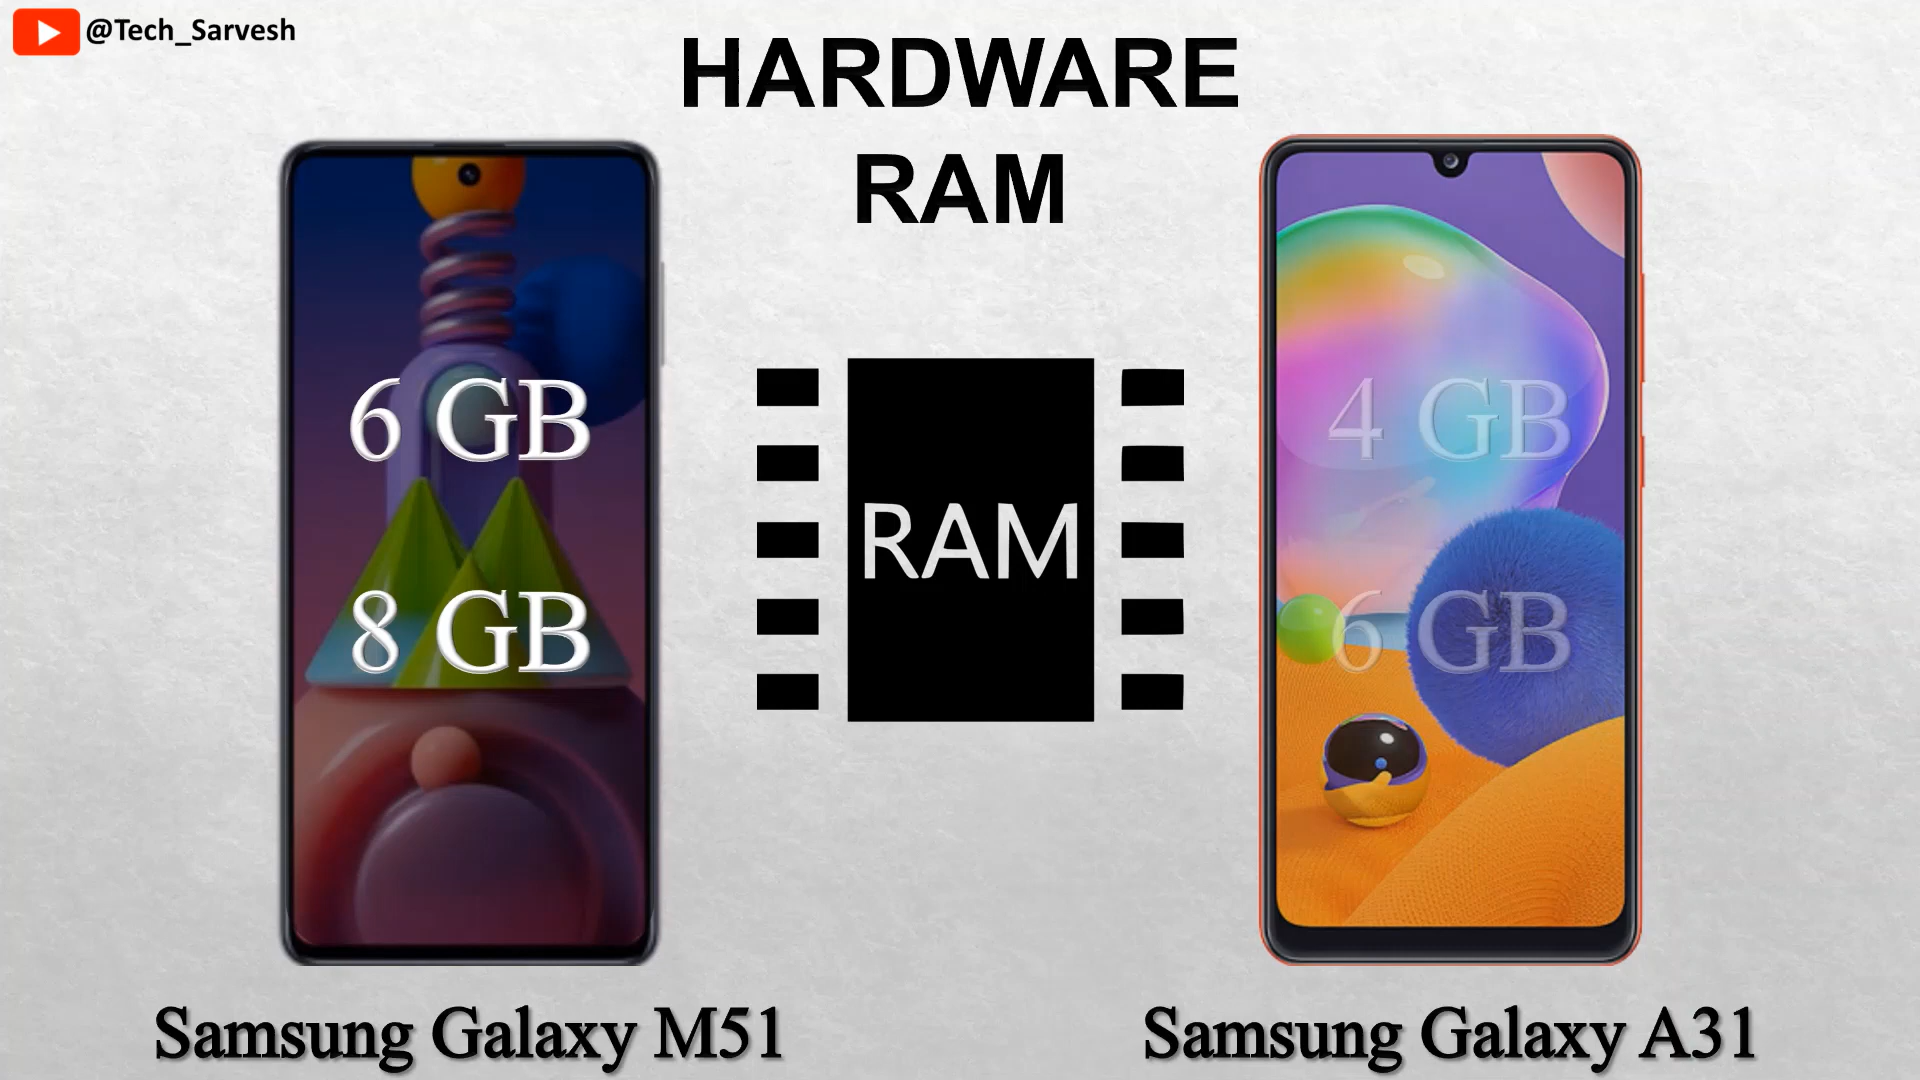 @Tech_Sarvesh
HARDWARE
RAM
6 GB
8 GB
RAM
4 GB
6 GB
Samsung Galaxy M51
Samsung Galaxy A31